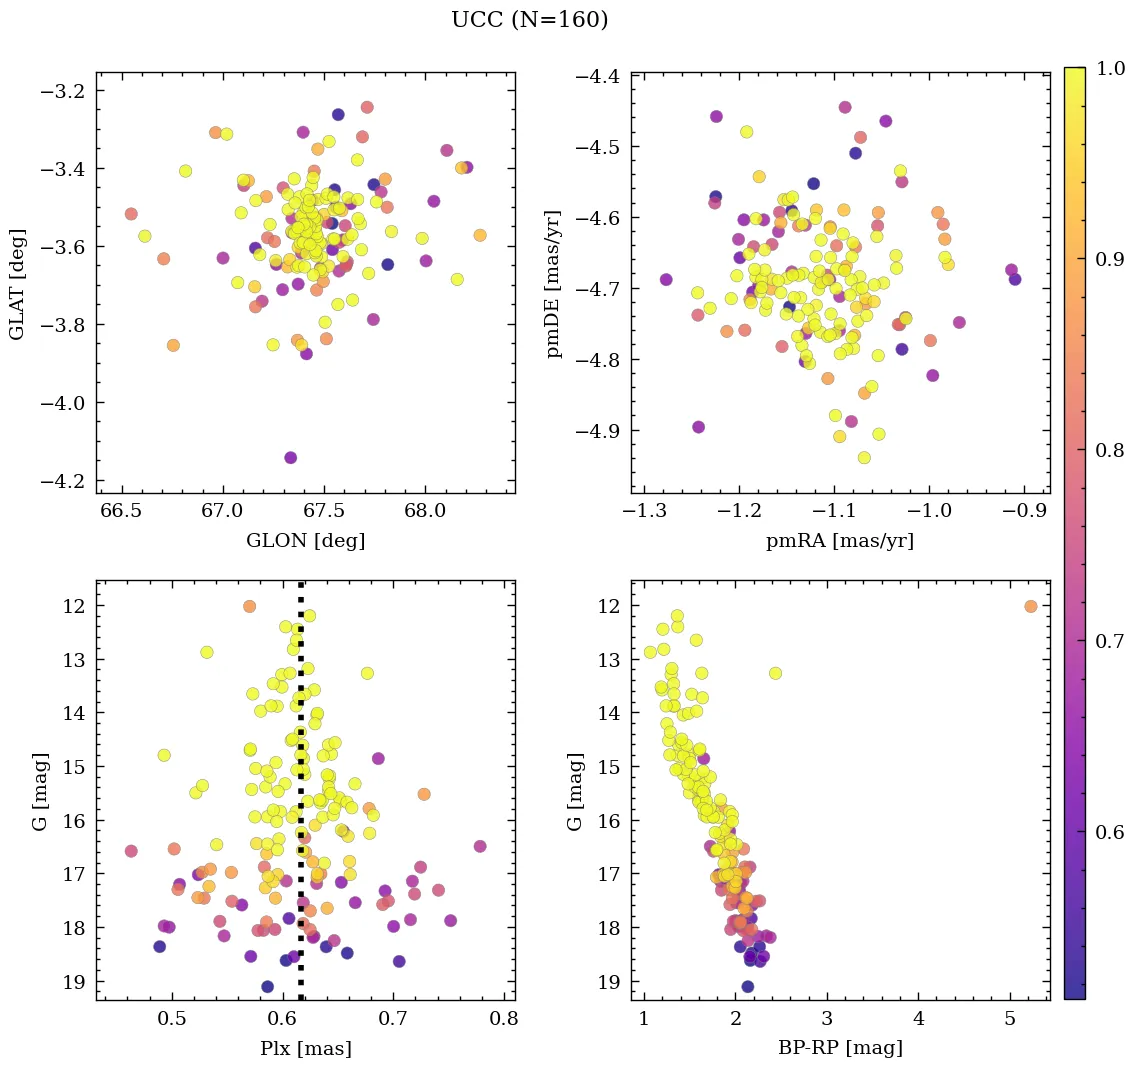 UCC (N=160)
−3.2
−3.4
−3.6
−3.8
−4.0
−4.2
GLAT [deg]
66.5 67.0 67.5 68.0
GLON [deg]
−4.4
−4.5
−4.6
−4.7
−4.8
−4.9
pmDE [mas/yr]
−1.3 −1.2 −1.1 −1.0 −0.9
pmRA [mas/yr]
12
13
14
15
16
17
18
19
G [mag]
0.5 0.6 0.7 0.8
Plx [mas]
12
13
14
15
16
17
18
19
G [mag]
1 2 3 4 5
BP-RP [mag]
1.0
0.9
0.8
0.7
0.6